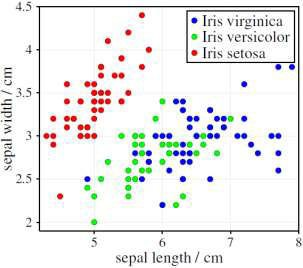 4.5
4
3.5
3
2.5
2
sepal width / cm
Iris virginica
Iris versicolor
Iris setosa
5
6
7
8
sepal length / cm